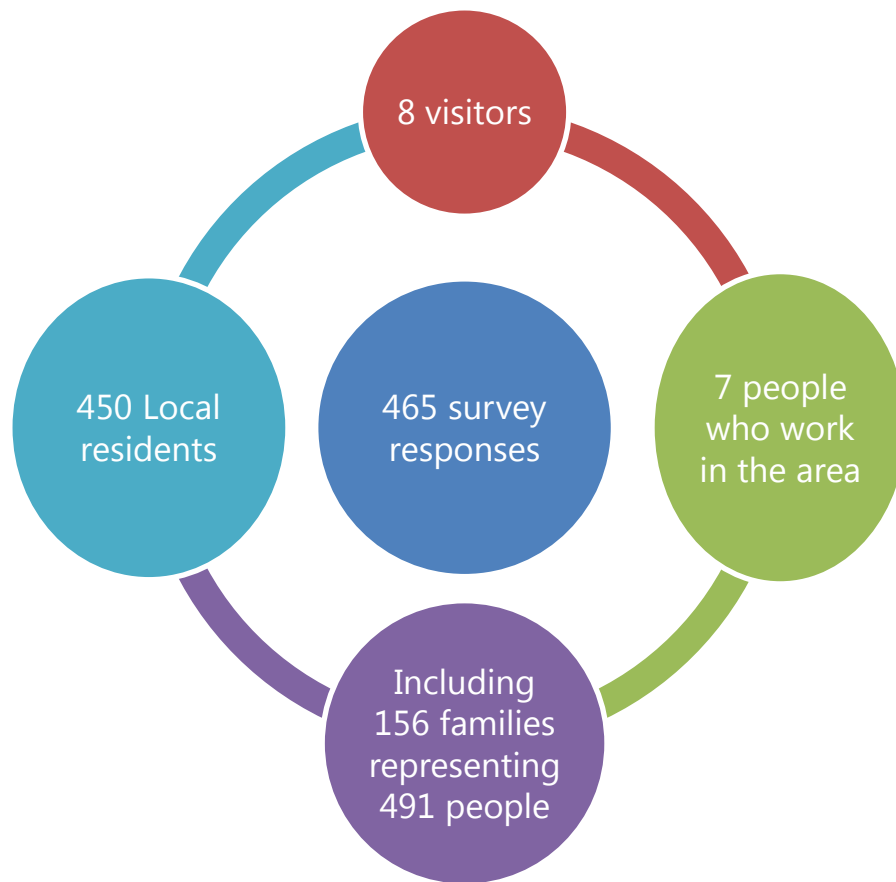 8 visitors
450 Local
residents
465 survey
responses
7 people
who work
in the area
Including
156 families
representing
491 people